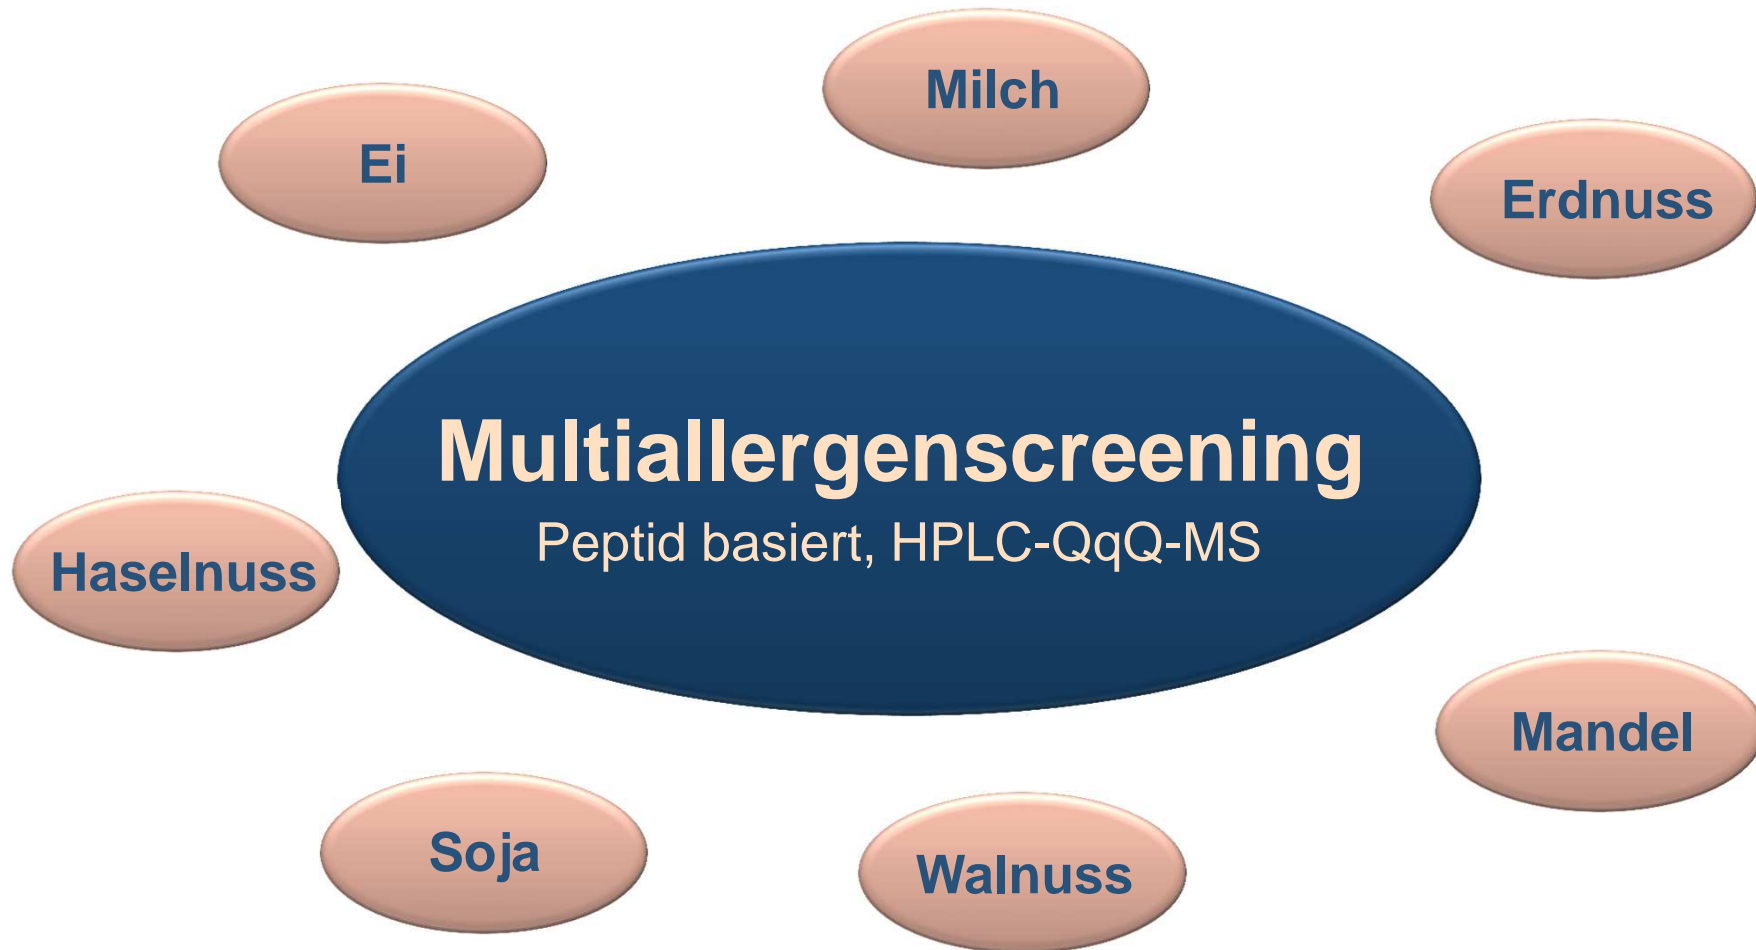 Milch
Ei
Erdnuss
Multiallergenscreening
Peptid basiert, HPLC-QqQ-MS
Haselnuss
Mandel
Soja
Walnuss